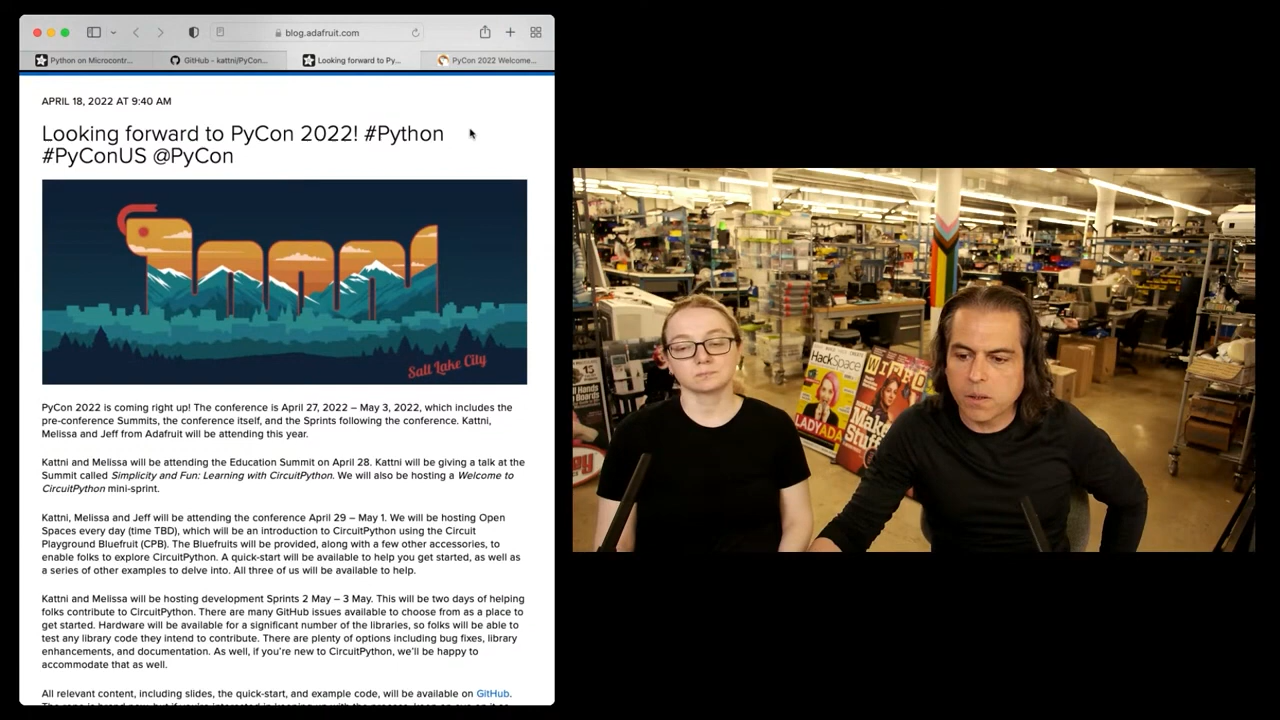 blog.adafruit.com
Python on Microcontr...
GitHub - kattni/PyCon...
Looking forward to Py...
PyCon 2022 Welcome...
APRIL 18, 2022 AT 9:40 AM
Looking forward to PyCon 2022! #Python
#PyConUS @PyCon
Salt Lake City
PyCon 2022 is coming right up! The conference is April 27, 2022 – May 3, 2022, which includes the
pre-conference Summits, the conference itself, and the Sprints following the conference. Kattni,
Melissa and Jeff from Adafruit will be attending this year.
Kattni and Melissa will be attending the Education Summit on April 28. Kattni will be giving a talk at the
Summit called Simplicity and Fun: Learning with CircuitPython. We will also be hosting a Welcome to
CircuitPython mini-sprint.
Kattni, Melissa and Jeff will be attending the conference April 29 – May 1. We will be hosting Open
Spaces every day (time TBD), which will be an introduction to CircuitPython using the Circuit
Playground Bluefruit (CPB). The Bluefruits will be provided, along with a few other accessories, to
enable folks to explore CircuitPython. A quick-start will be available to help you get started, as well as
a series of other examples to delve into. All three of us will be available to help.
Kattni and Melissa will be hosting development Sprints 2 May – 3 May. This will be two days of helping
folks contribute to CircuitPython. There are many GitHub issues available to choose from as a place to
get started. Hardware will be available for a significant number of the libraries, so folks will be able to
test any library code they intend to contribute. There are plenty of options including bug fixes, library
enhancements, and documentation. As well, if you're new to CircuitPython, we'll be happy to
accommodate that as well.
All relevant content, including slides, the quick-start, and example code, will be available on GitHub.
HackSpace
LADYADA
WIRED